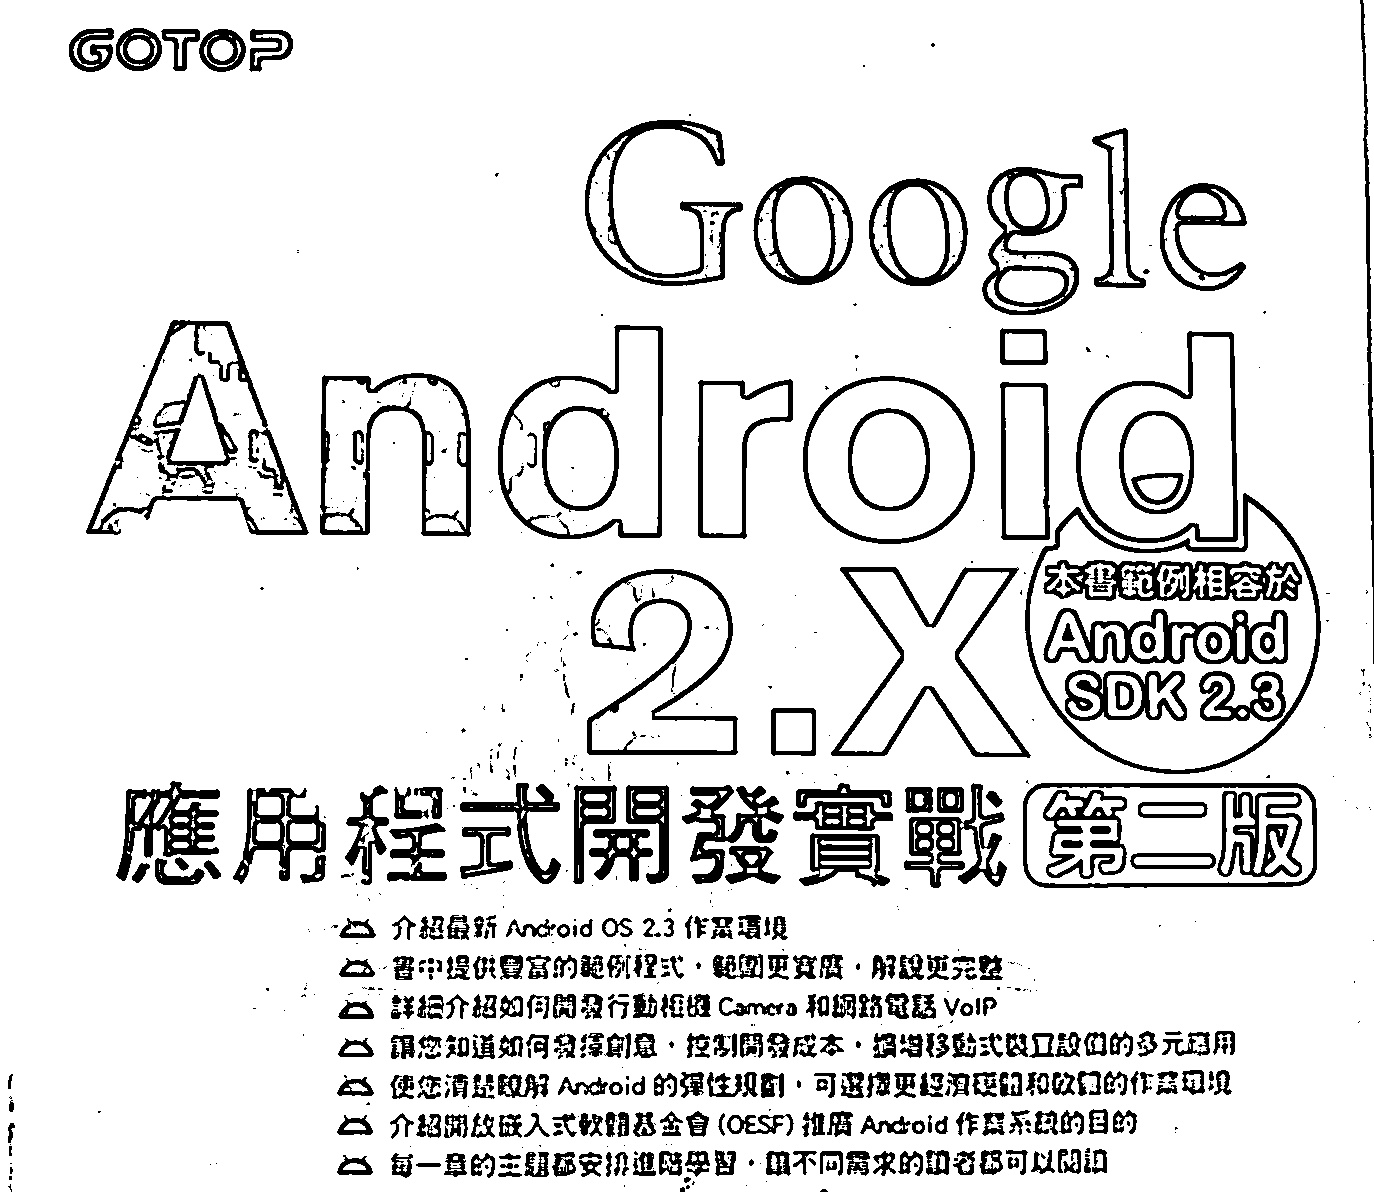 GOTOP
Google
Android
2.X
本書範例相容於
Android
SDK 2.3
應用程式開發實戰 第二版
介紹最新 Android OS 2.3 作業環境
書中提供豐富的範例程式，範圍更寬廣，解說更完整
詳細介紹如何開發行動相機 Camera 和網路電話 VoIP
讓您知道如何發揮創意，控制開發成本，擴增移動式裝置設備的多元運用
使您清楚瞭解 Android 的彈性規劃，可選擇更經濟硬體和軟體的作業環境
介紹開放嵌入式軟體基金會 (OESF) 推廣 Android 作業系統的目的
每一章的主題都安排進階學習，讓不同需求的讀者都可以閱讀